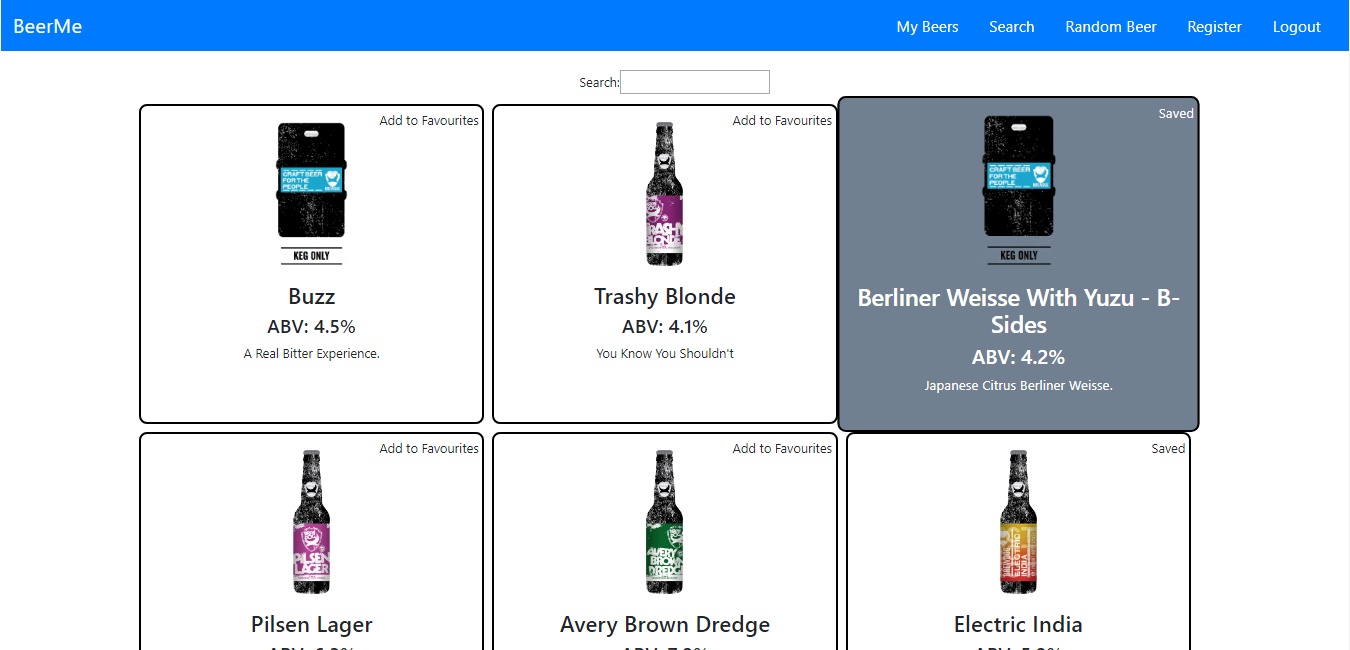 BeerMe
My Beers
Search
Random Beer
Register
Logout
Search:
Add to Favourites
CRAFT BEER
FOR THE
PEOPLE
KEG ONLY
Buzz
ABV: 4.5%
A Real Bitter Experience.
Add to Favourites
TRASHY
BLONDE
Trashy Blonde
ABV: 4.1%
You Know You Shouldn't
Saved
CRAFT BEER
FOR THE
PEOPLE
KEG ONLY
Berliner Weisse With Yuzu - B-
Sides
ABV: 4.2%
Japanese Citrus Berliner Weisse.
Add to Favourites
PILSEN
LAGER
Pilsen Lager
Add to Favourites
AVERY
BROWN
DREDGE
Avery Brown Dredge
Saved
ELECTRIC
INDIA
Electric India